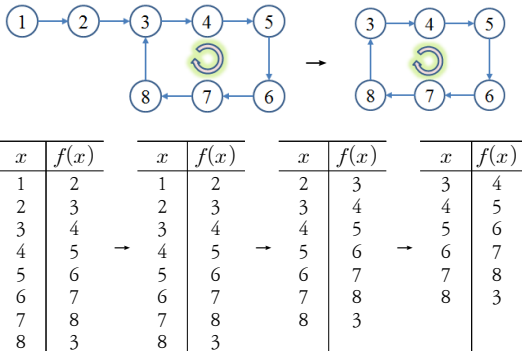 1 2 3 4 5 3 4 5
8 7 6 → 8 7 6
x f(x) x f(x) x f(x) x f(x)
1 2 1 2 2 3 3 4
2 3 2 3 3 4 4 5
3 4 3 4 4 5 5 6
4 5 → 4 5 → 5 6 → 6 7
5 6 5 6 6 7 7 8
6 7 6 7 7 8 8 3
7 8 7 8 8 3
8 3 8 3